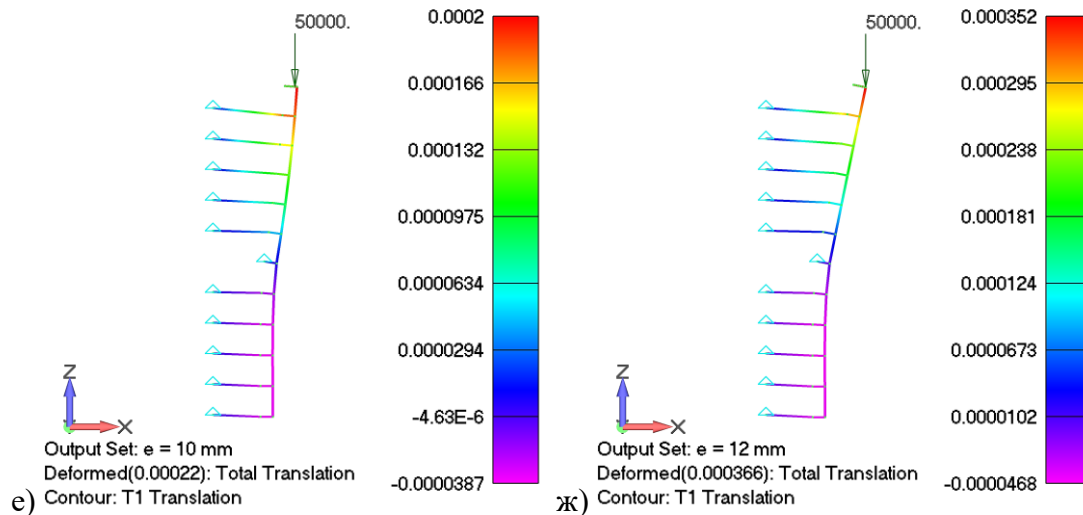 50000.
0.0002
0.000166
0.000132
0.0000975
0.0000634
0.0000294
-4.63E-6
-0.0000387
Z
X
Output Set: e = 10 mm
Deformed(0.00022): Total Translation
Contour: T1 Translation
е)
50000.
0.000352
0.000295
0.000238
0.000181
0.000124
0.0000673
0.0000102
-0.0000468
Z
X
Output Set: e = 12 mm
Deformed(0.000366): Total Translation
Contour: T1 Translation
ж)